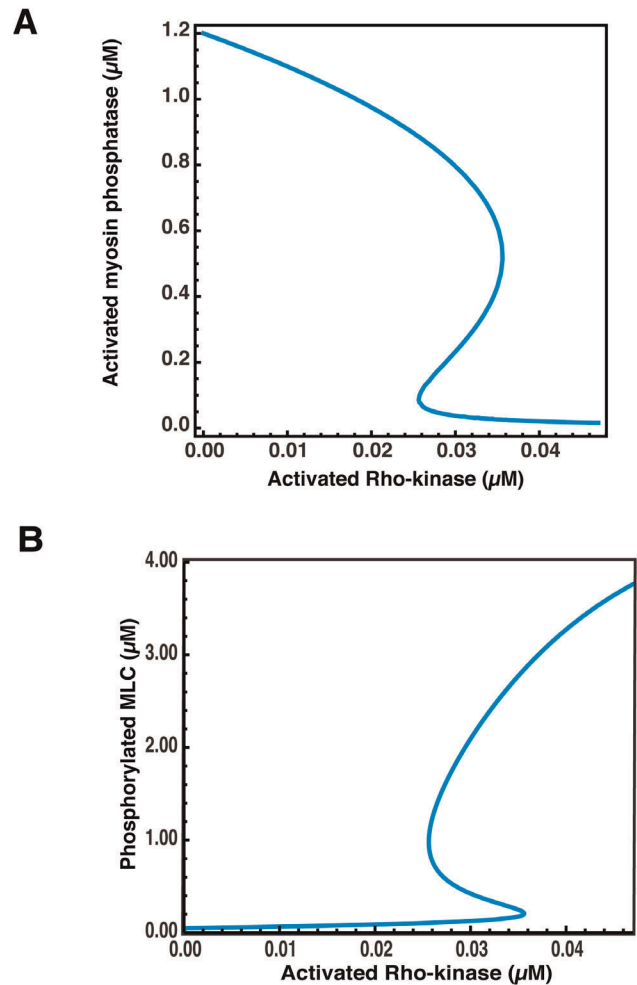 A
Activated myosin phosphatase (µM)
1.2
1.0
0.8
0.6
0.4
0.2
0.0
0.00 0.01 0.02 0.03 0.04
Activated Rho-kinase (µM)
B
Phosphorylated MLC (µM)
4.00
3.00
2.00
1.00
0.00
0.00 0.01 0.02 0.03 0.04
Activated Rho-kinase (µM)